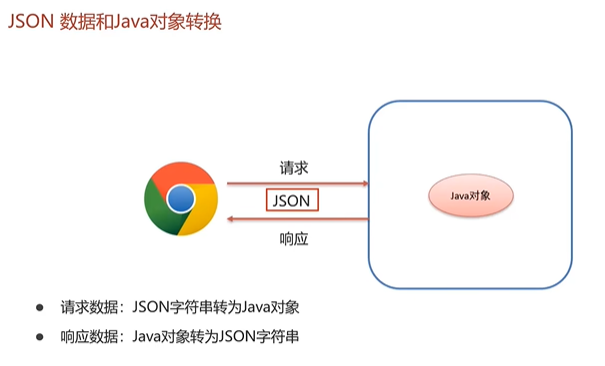 JSON 数据和Java对象转换
请求
JSON
响应
Java对象
● 请求数据：JSON字符串转为Java对象
● 响应数据：Java对象转为JSON字符串